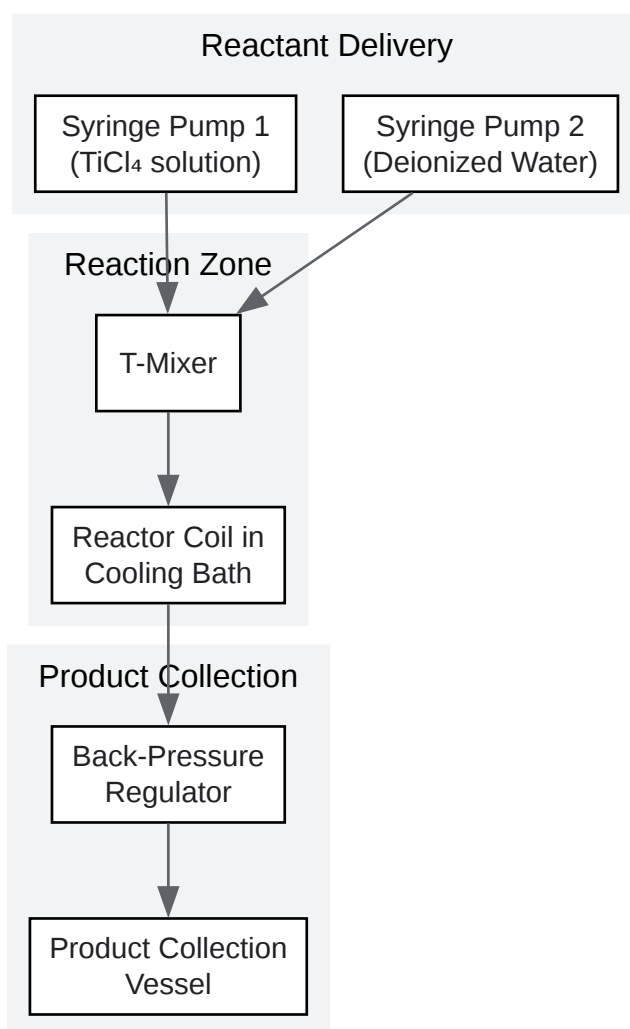 Reactant Delivery
Syringe Pump 1
(TiCl₄ solution)
Syringe Pump 2
(Deionized Water)
Reaction Zone
T-Mixer
Reactor Coil in
Cooling Bath
Product Collection
Back-Pressure
Regulator
Product Collection
Vessel